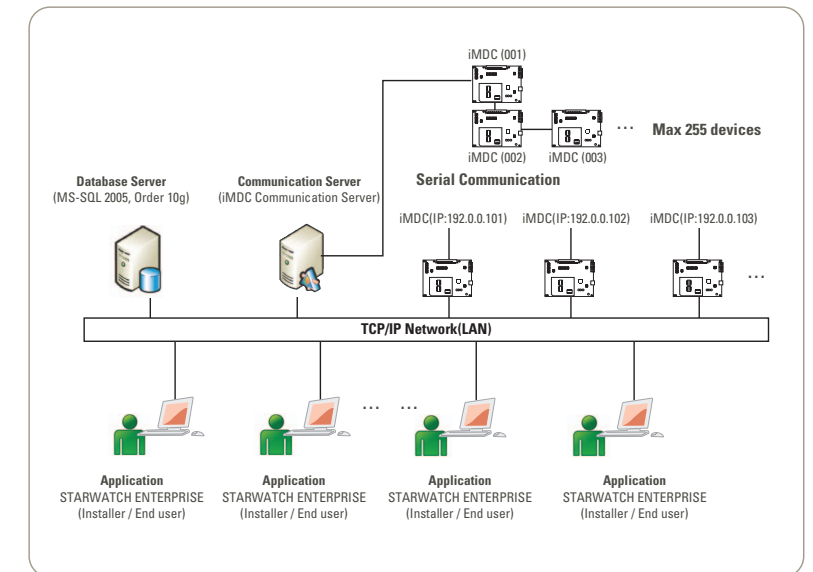 iMDC (001)
iMDC (002)
iMDC (003)
... Max 255 devices
Serial Communication
Database Server
(MS-SQL 2005, Order 10g)
Communication Server
(iMDC Communication Server)
iMDC(IP:192.0.0.101)
iMDC(IP:192.0.0.102)
iMDC(IP:192.0.0.103)
...
TCP/IP Network(LAN)
... ...
Application
STARWATCH ENTERPRISE
(Installer / End user)
Application
STARWATCH ENTERPRISE
(Installer / End user)
Application
STARWATCH ENTERPRISE
(Installer / End user)
Application
STARWATCH ENTERPRISE
(Installer / End user)